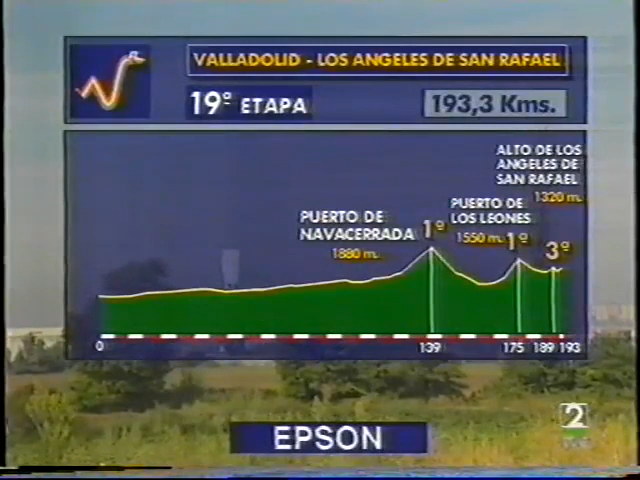 VALLADOLID - LOS ANGELES DE SAN RAFAEL
19ª ETAPA
193,3 Kms.
ALTO DE LOS
ANGELES DE
SAN RAFAEL
1320 m.
PUERTO DE
LOS LEONES
1550 m.
PUERTO DE
NAVACERRADA
1880 m.
1º
1º
3º
0
139
175
189
193
EPSON
2